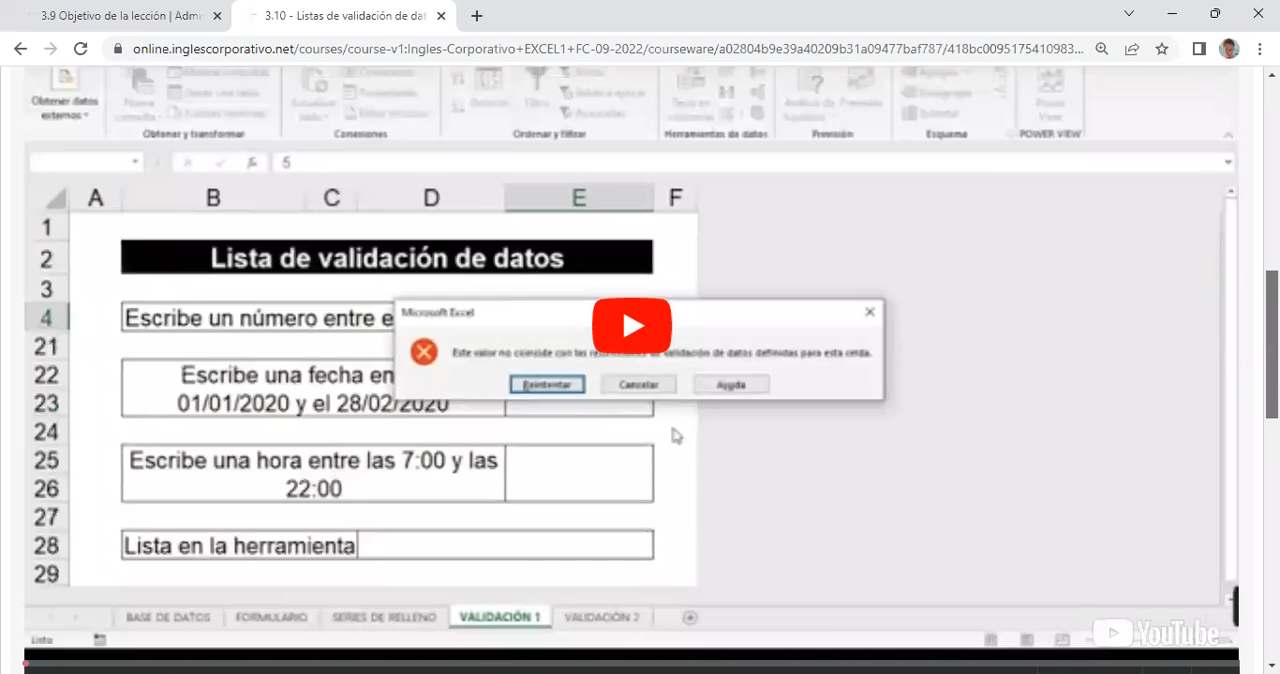 3.9 Objetivo de la lección | Admi
3.10 - Listas de validación de dat
online.inglescorporativo.net/courses/course-v1:Ingles-Corporativo+EXCEL1+FC-09-2022/courseware/a02804b9e39a40209b31a09477baf787/418bc0095175410983...
Obtener datos
externos
Obtener y transformar
Conexiones
Ordenar y filtrar
Herramientas de datos
Previsión
Esquema
POWER VIEW
5
A B C D E F
1
2 Lista de validación de datos
3
4 Escribe un número entre e
Microsoft Excel
Este valor no coincide con las de validación de datos definidas para esta celda.
Reintentar Cancelar Ayuda
21
22 Escribe una fecha en
23 01/01/2020 y el 28/02/2020
24
25 Escribe una hora entre las 7:00 y las
26 22:00
27
28 Lista en la herramienta
29
BASE DE DATOS FORMULARIO SERIES DE RELLENO VALIDACIÓN 1 VALIDACIÓN 2
Listo
YouTube